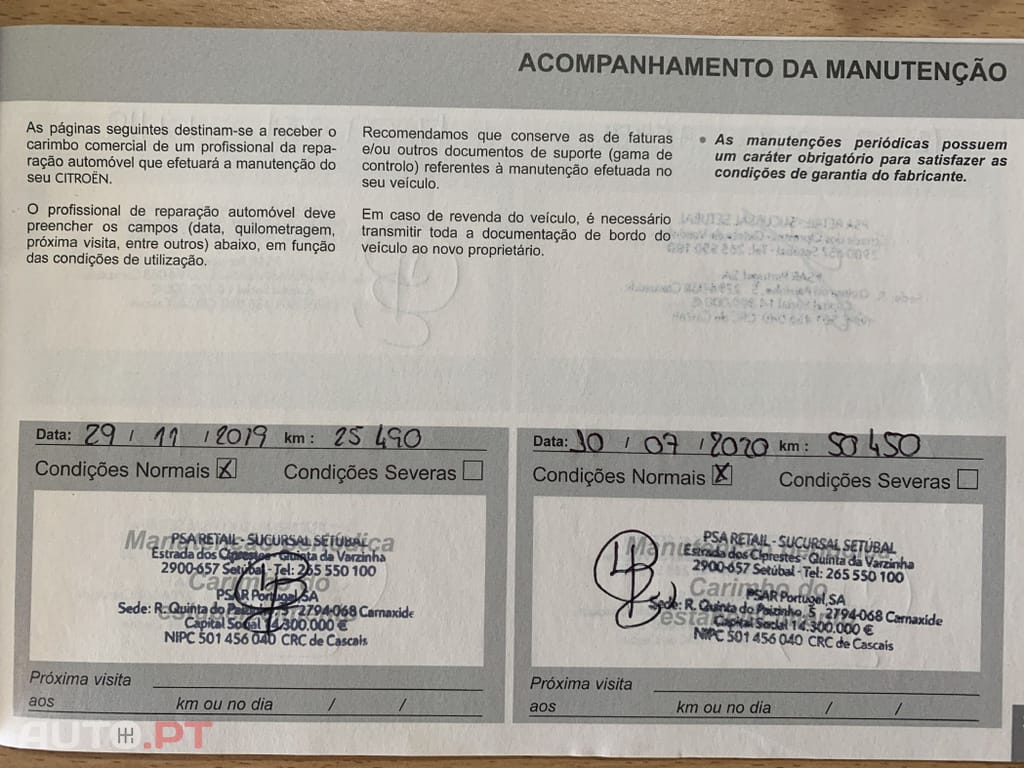 ACOMPANHAMENTO DA MANUTENÇÃO
As páginas seguintes destinam-se a receber o
carimbo comercial de um profissional da repa-
ração automóvel que efetuará a manutenção do
seu CITROËN.
O profissional de reparação automóvel deve
preencher os campos (data, quilometragem,
próxima visita, entre outros) abaixo, em função
das condições de utilização.
Recomendamos que conserve as de faturas
e/ou outros documentos de suporte (gama de
controlo) referentes à manutenção efetuada no
seu veículo.
Em caso de revenda do veículo, é necessário
transmitir toda a documentação de bordo do
veículo ao novo proprietário.
• As manutenções periódicas possuem
um caráter obrigatório para satisfazer as
condições de garantia do fabricante.
Data: 29 / 11 / 2019 km : 25 490
Condições Normais X Condições Severas
PSA RETAIL - SUCURSAL SETÚBAL
Estrada dos Ciprestes - Quinta da Varzinha
2900-657 Setúbal - Tel: 265 550 100
PSAR Portugal,SA
Sede: R. Quinta do Paizinho, 5 2794-068 Carnaxide
Capital Social 14.300.000 €
NIPC 501 456 040 CRC de Cascais
Próxima visita
aos km ou no dia / /
Data: 30 / 07 / 2020 km : 50 450
Condições Normais X Condições Severas
PSA RETAIL - SUCURSAL SETÚBAL
Estrada dos Ciprestes - Quinta da Varzinha
2900-657 Setúbal - Tel: 265 550 100
PSAR Portugal,SA
Sede: R. Quinta do Paizinho, 5 2794-068 Carnaxide
Capital Social 14.300.000 €
NIPC 501 456 040 CRC de Cascais
Próxima visita
aos km ou no dia / /
AUTO.PT